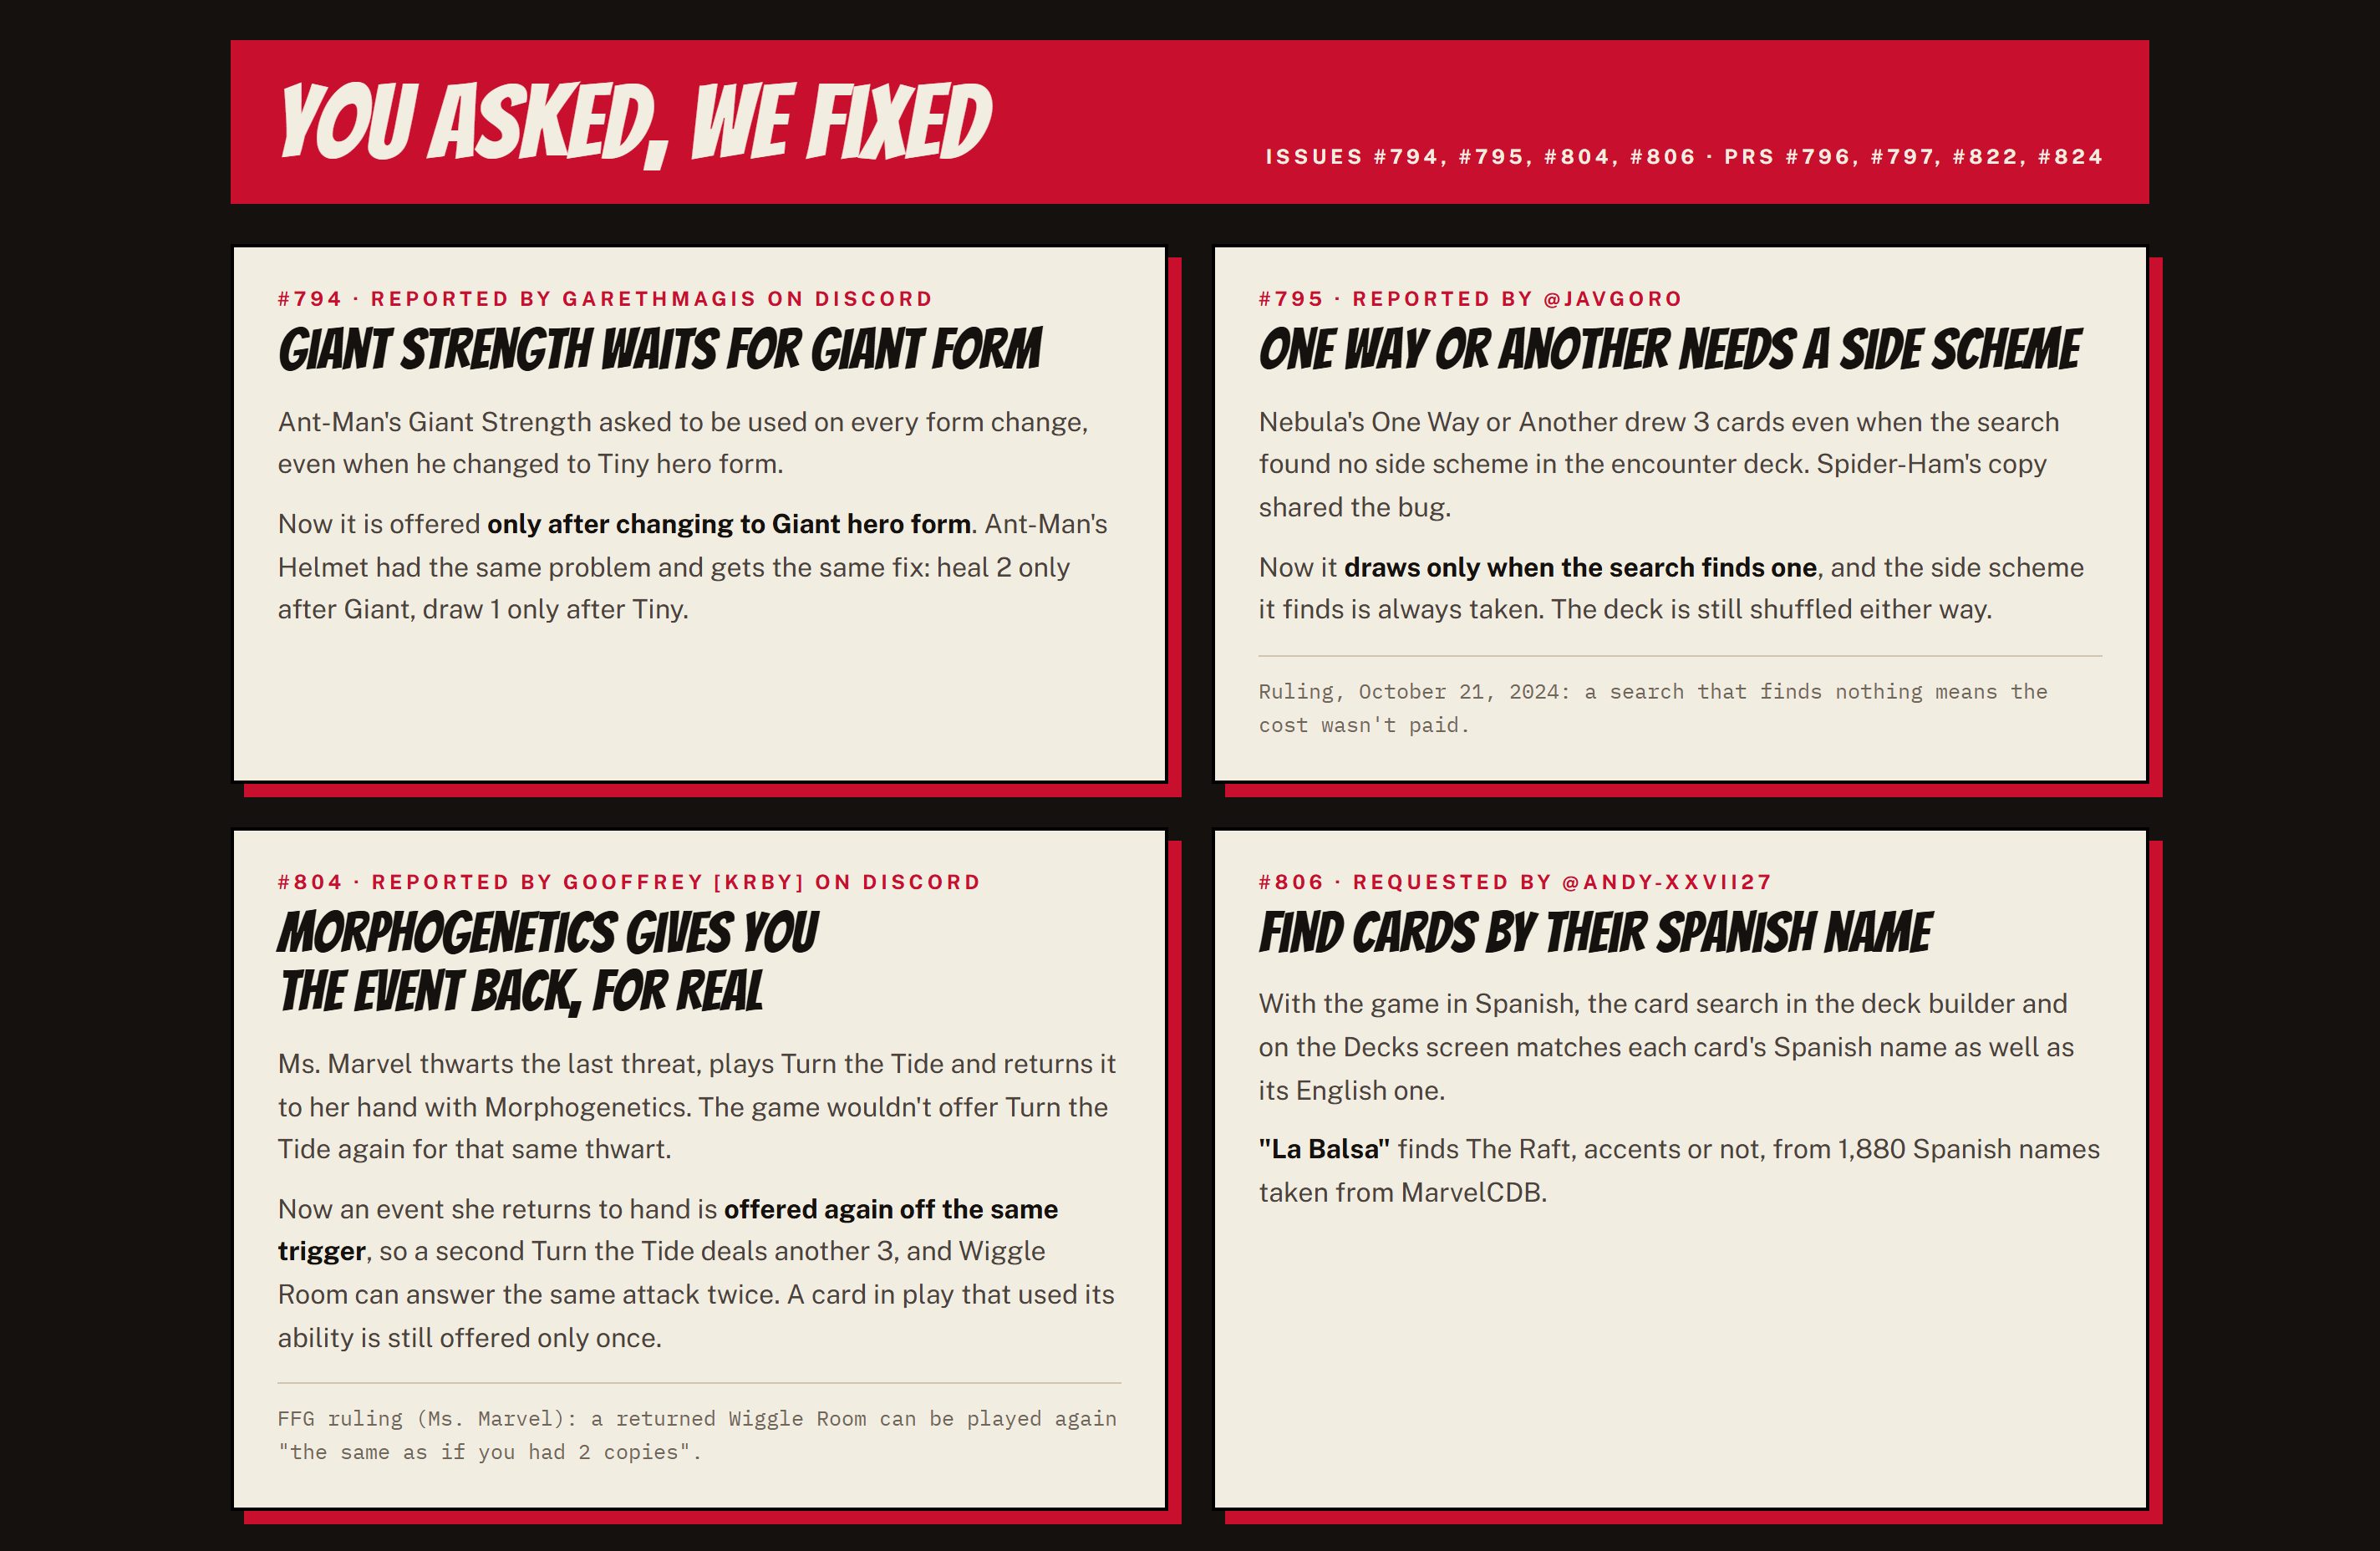 YOU ASKED, WE FIXED
ISSUES #794, #795, #804, #806 · PRS #796, #797, #822, #824
#794 · REPORTED BY GARETHMAGIS ON DISCORD
GIANT STRENGTH WAITS FOR GIANT FORM
Ant-Man's Giant Strength asked to be used on every form change,
even when he changed to Tiny hero form.
Now it is offered only after changing to Giant hero form. Ant-Man's
Helmet had the same problem and gets the same fix: heal 2 only
after Giant, draw 1 only after Tiny.
#795 · REPORTED BY @JAVGORO
ONE WAY OR ANOTHER NEEDS A SIDE SCHEME
Nebula's One Way or Another drew 3 cards even when the search
found no side scheme in the encounter deck. Spider-Ham's copy
shared the bug.
Now it draws only when the search finds one, and the side scheme
it finds is always taken. The deck is still shuffled either way.
Ruling, October 21, 2024: a search that finds nothing means the
cost wasn't paid.
#804 · REPORTED BY GOOFFREY [KRBY] ON DISCORD
MORPHOGENETICS GIVES YOU
THE EVENT BACK, FOR REAL
Ms. Marvel thwarts the last threat, plays Turn the Tide and returns it
to her hand with Morphogenetics. The game wouldn't offer Turn the
Tide again for that same thwart.
Now an event she returns to hand is offered again off the same
trigger, so a second Turn the Tide deals another 3, and Wiggle
Room can answer the same attack twice. A card in play that used its
ability is still offered only once.
FFG ruling (Ms. Marvel): a returned Wiggle Room can be played again
"the same as if you had 2 copies".
#806 · REQUESTED BY @ANDY-XXVII27
FIND CARDS BY THEIR SPANISH NAME
With the game in Spanish, the card search in the deck builder and
on the Decks screen matches each card's Spanish name as well as
its English one.
"La Balsa" finds The Raft, accents or not, from 1,880 Spanish names
taken from MarvelCDB.